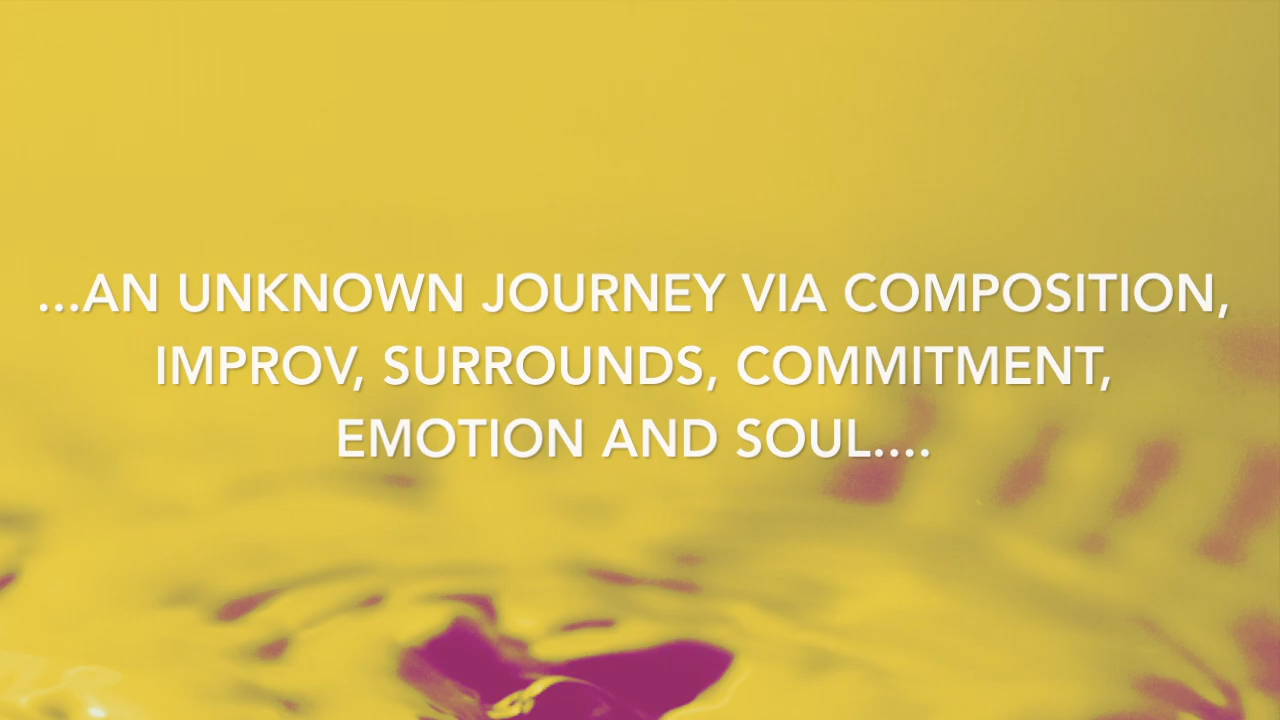 ...AN UNKNOWN JOURNEY VIA COMPOSITION,
IMPROV, SURROUNDS, COMMITMENT,
EMOTION AND SOUL....